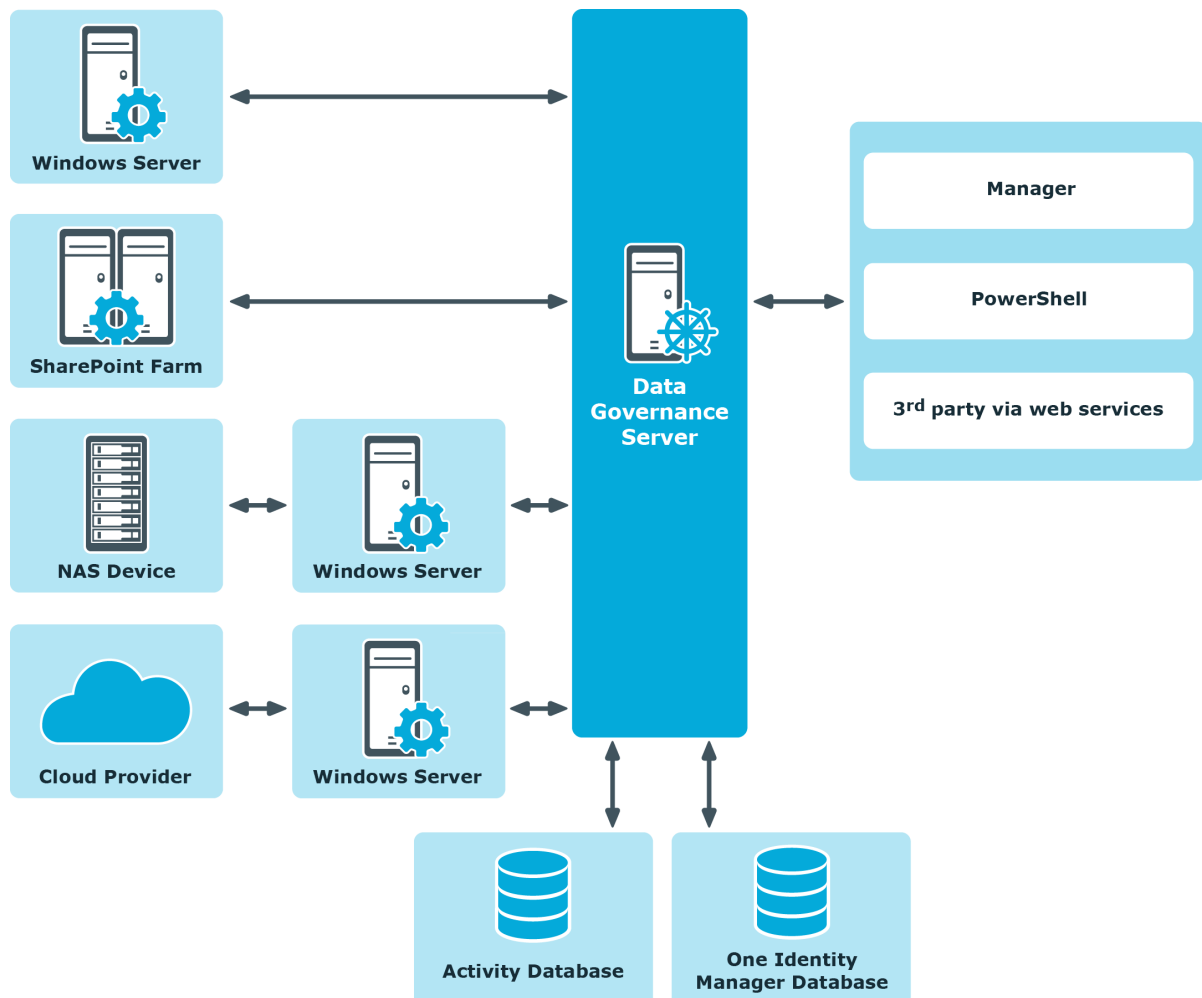 Windows Server
SharePoint Farm
NAS Device
Windows Server
Cloud Provider
Windows Server
Data
Governance
Server
Manager
PowerShell
3rd party via web services
Activity Database
One Identity
Manager Database